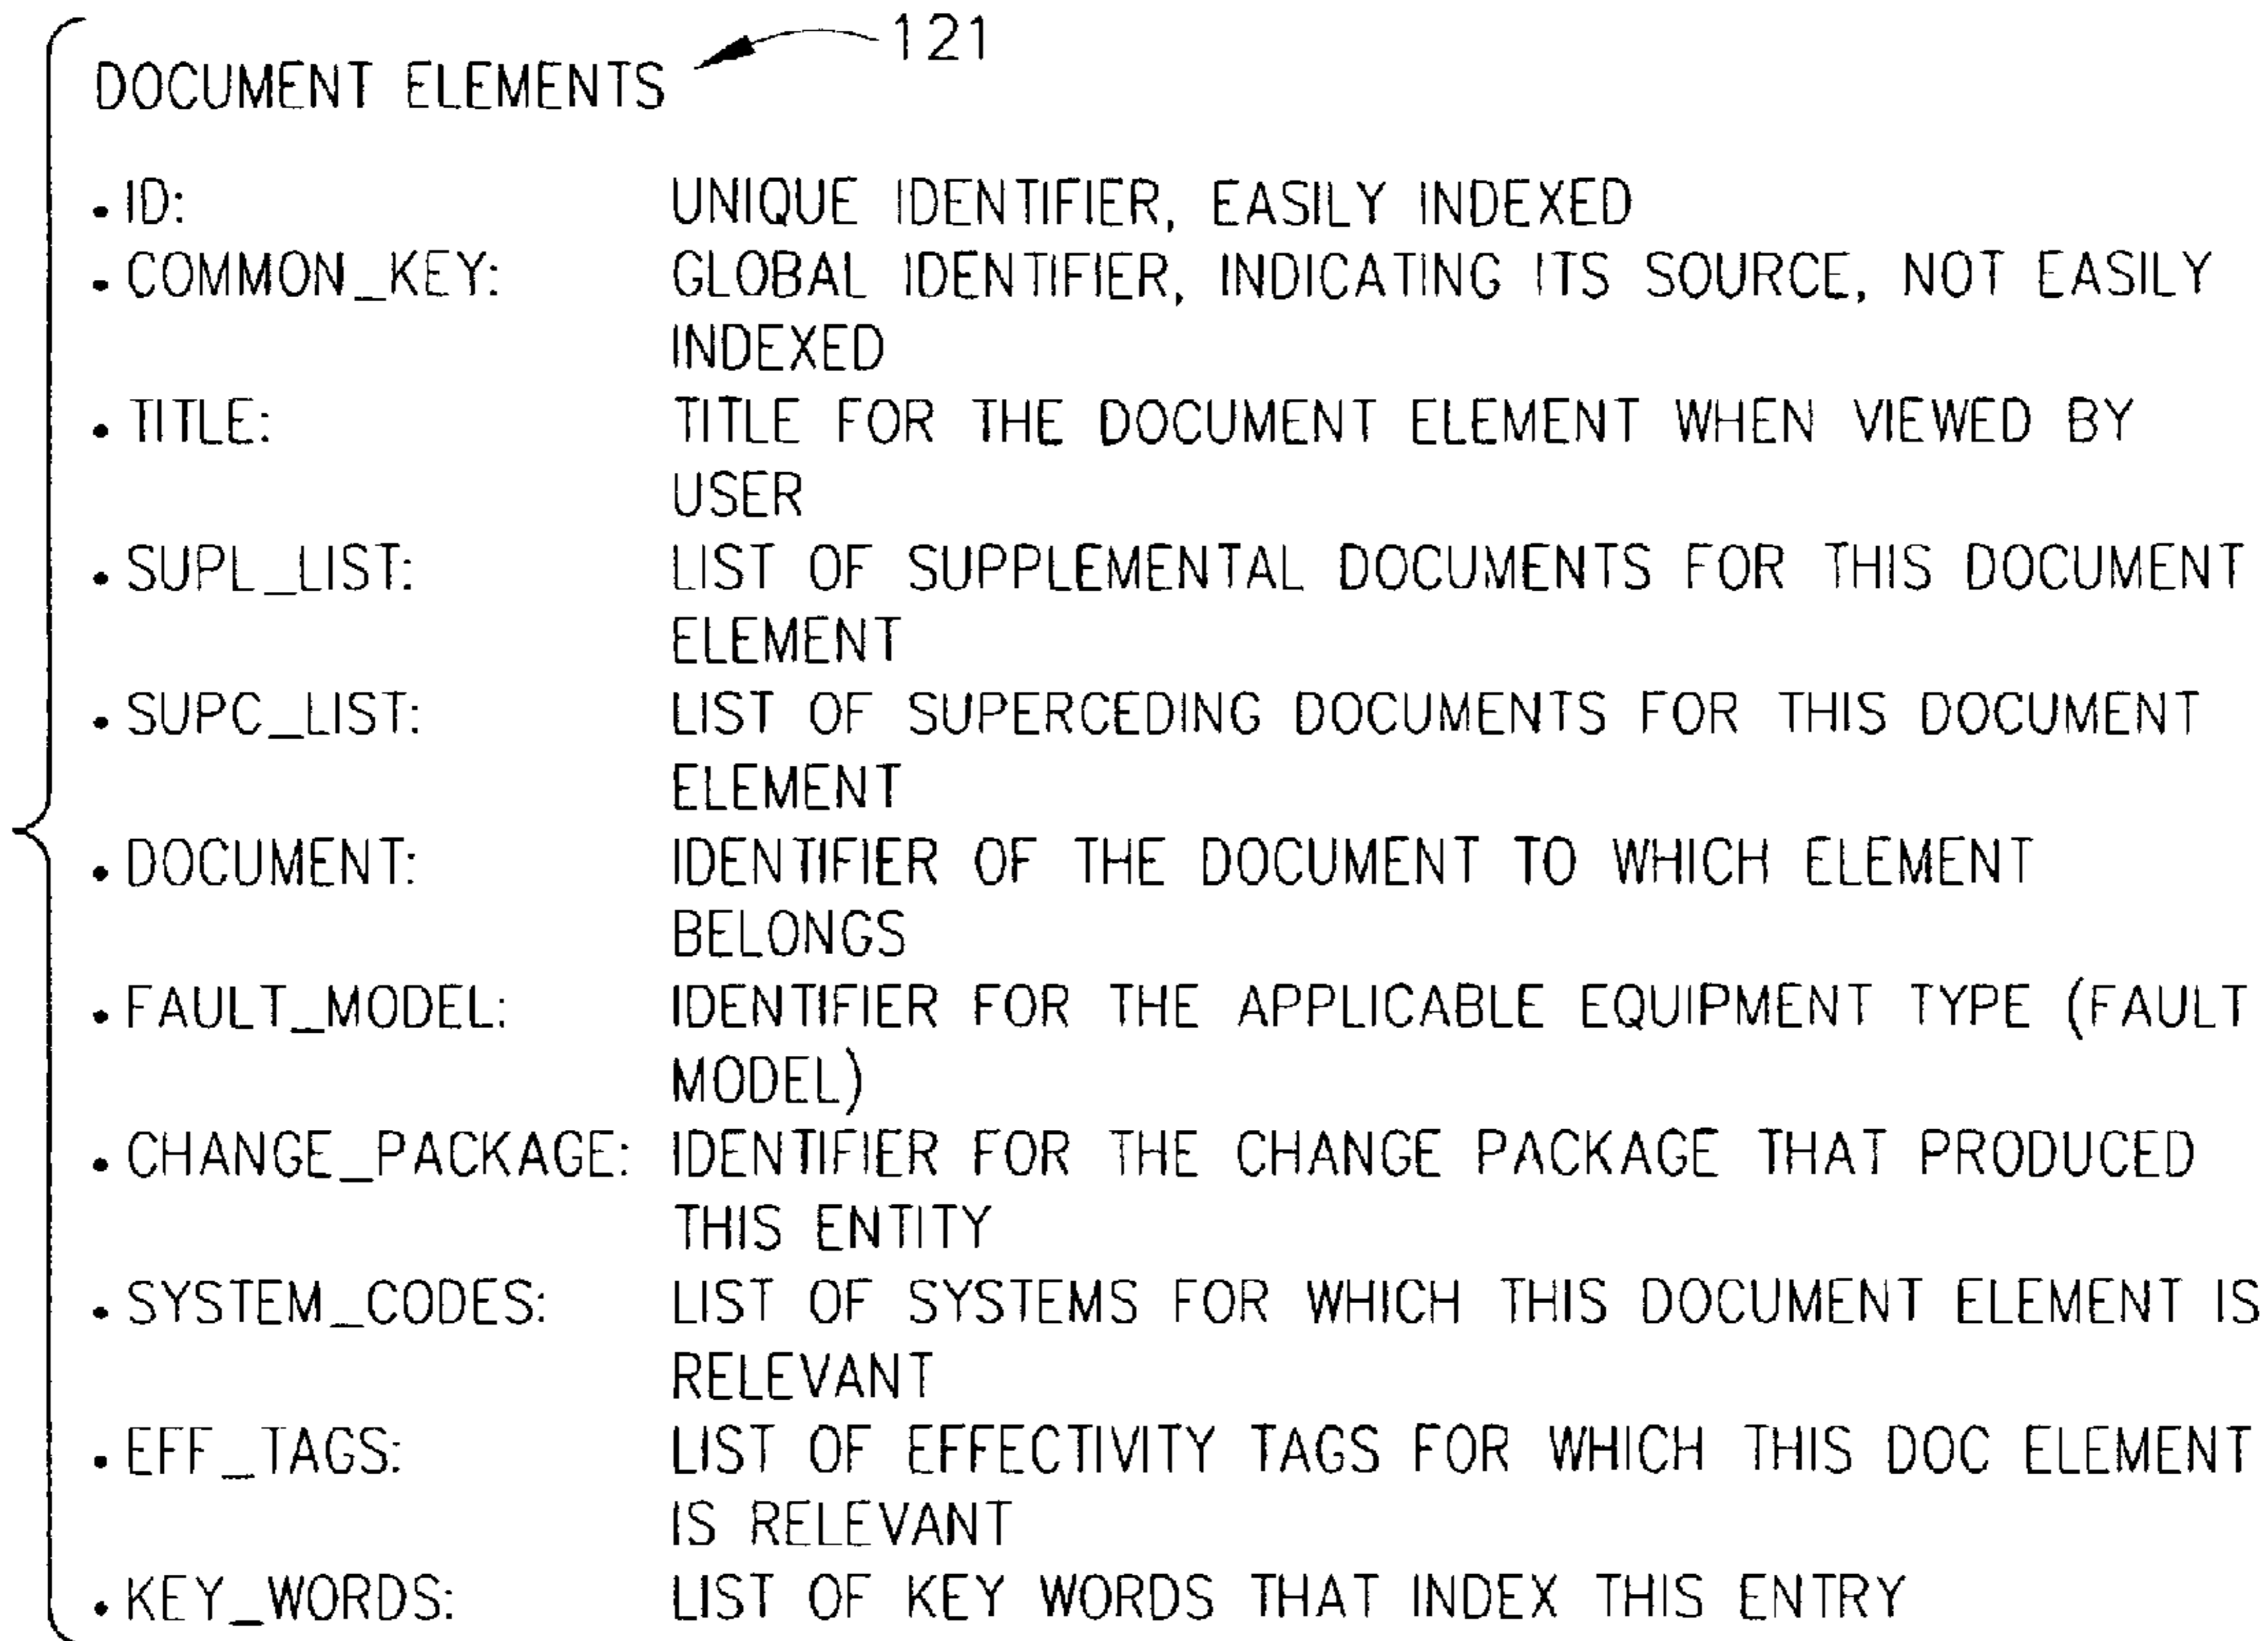 121
DOCUMENT ELEMENTS
• ID: UNIQUE IDENTIFIER, EASILY INDEXED
• COMMON_KEY: GLOBAL IDENTIFIER, INDICATING ITS SOURCE, NOT EASILY
INDEXED
• TITLE: TITLE FOR THE DOCUMENT ELEMENT WHEN VIEWED BY
USER
• SUPL_LIST: LIST OF SUPPLEMENTAL DOCUMENTS FOR THIS DOCUMENT
ELEMENT
• SUPC_LIST: LIST OF SUPERCEDING DOCUMENTS FOR THIS DOCUMENT
ELEMENT
• DOCUMENT: IDENTIFIER OF THE DOCUMENT TO WHICH ELEMENT
BELONGS
• FAULT_MODEL: IDENTIFIER FOR THE APPLICABLE EQUIPMENT TYPE (FAULT
MODEL)
• CHANGE_PACKAGE: IDENTIFIER FOR THE CHANGE PACKAGE THAT PRODUCED
THIS ENTITY
• SYSTEM_CODES: LIST OF SYSTEMS FOR WHICH THIS DOCUMENT ELEMENT IS
RELEVANT
• EFF_TAGS: LIST OF EFFECTIVITY TAGS FOR WHICH THIS DOC ELEMENT
IS RELEVANT
• KEY_WORDS: LIST OF KEY WORDS THAT INDEX THIS ENTRY